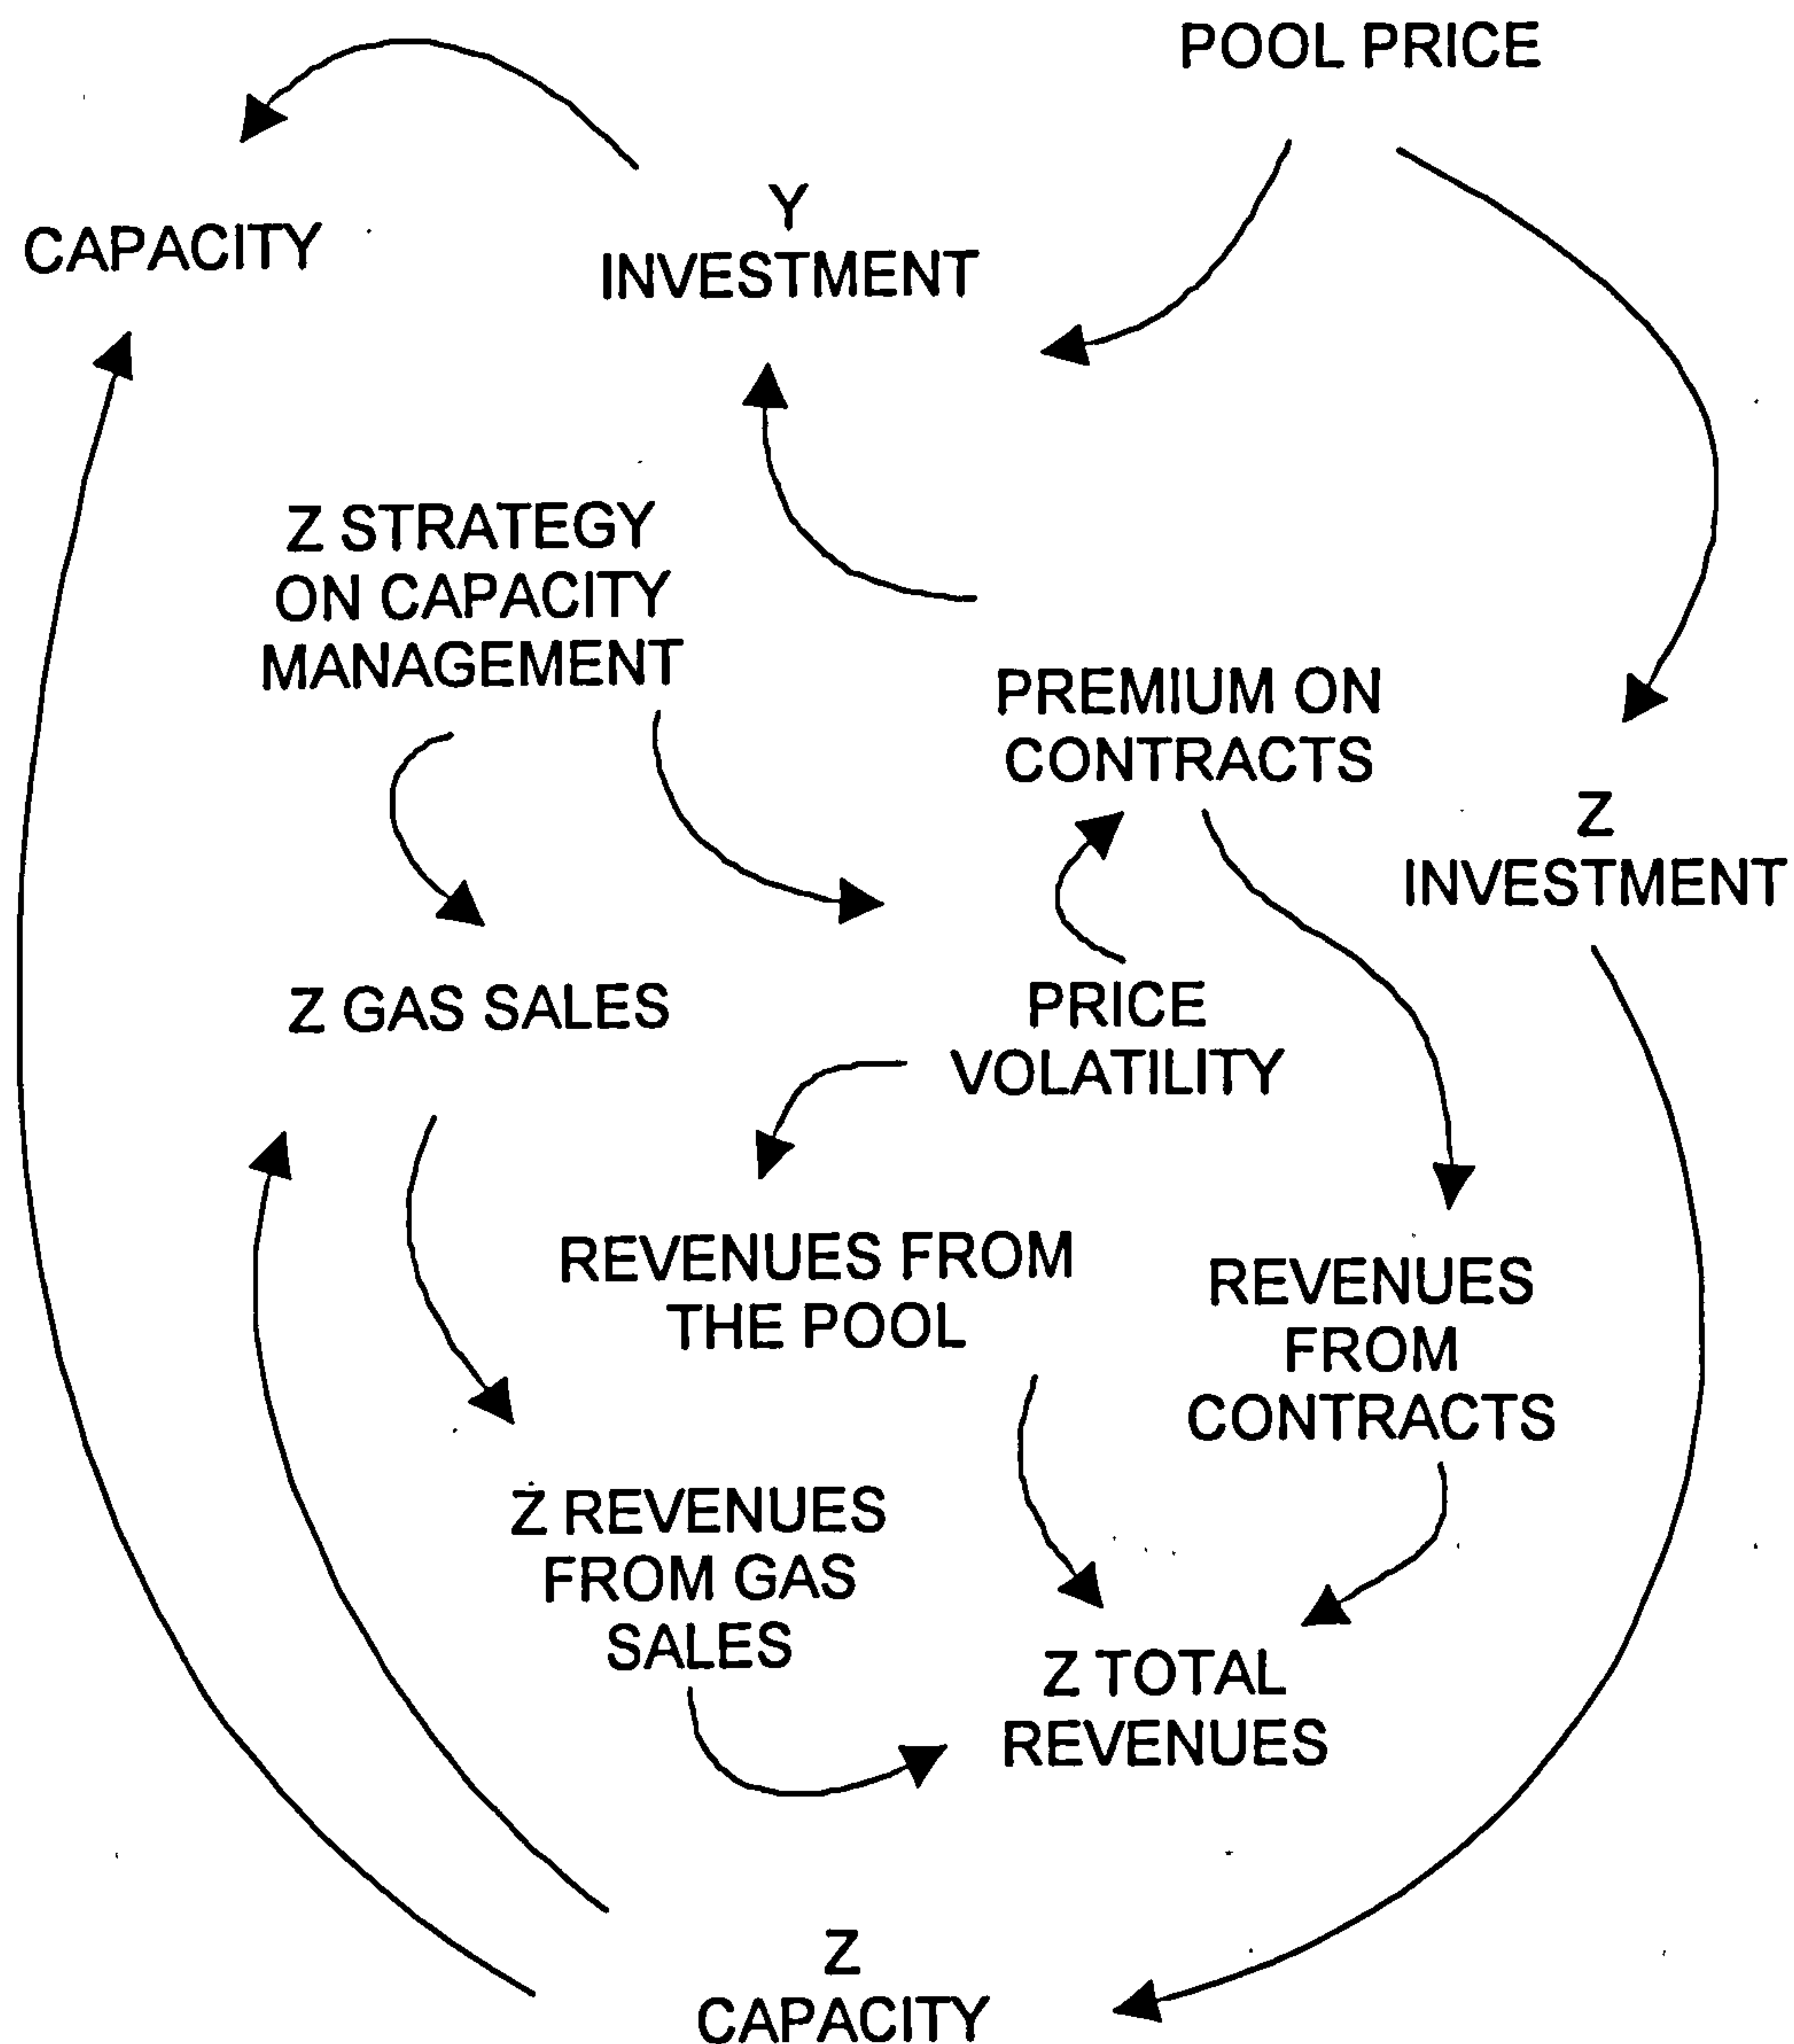 POOL PRICE
CAPACITY
Y
INVESTMENT
Z STRATEGY
ON CAPACITY
MANAGEMENT
PREMIUM ON
CONTRACTS
Z
INVESTMENT
Z GAS SALES
PRICE
VOLATILITY
REVENUES FROM
THE POOL
REVENUES
FROM
CONTRACTS
Z REVENUES
FROM GAS
SALES
Z TOTAL
REVENUES
Z
CAPACITY